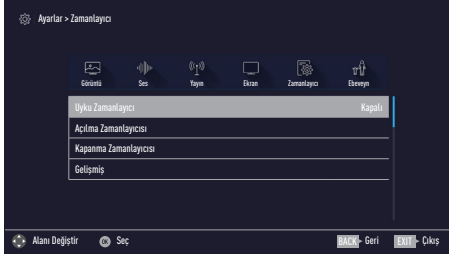 Ayarlar > Zamanlayıcı
Görüntü Ses Yayın Ekran Zamanlayıcı Ebeveyn
Uyku Zamanlayıcı Kapalı
Açılma Zamanlayıcısı
Kapanma Zamanlayıcısı
Gelişmiş
Alanı Değiştir OK Seç BACK Geri EXIT Çıkış